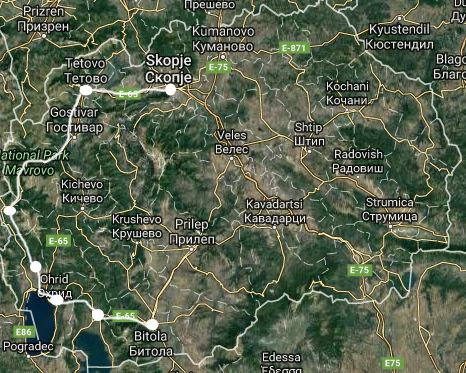 Prizren
Призрен
Preševo
Прешево
Kumanovo
Куманово
E-871
Kyustendil
Кюстендил
Skopje
Скопје
E-75
Tetovo
Тетово
E-65
Blago
Благо
Kochani
Кочани
Gostivar
Гостивар
Veles
Велес
Shtip
Штип
National Park
Mavrovo
Radovish
Радовиш
Kichevo
Кичево
Krushevo
Крушево
Kavadartsi
Кавадарци
Strumica
Струмица
Prilep
Прилеп
E-65
E-75
Ohrid
Охрид
E-65
E86
Bitola
Битола
Pogradec
Edessa
Εδεσσα
E75